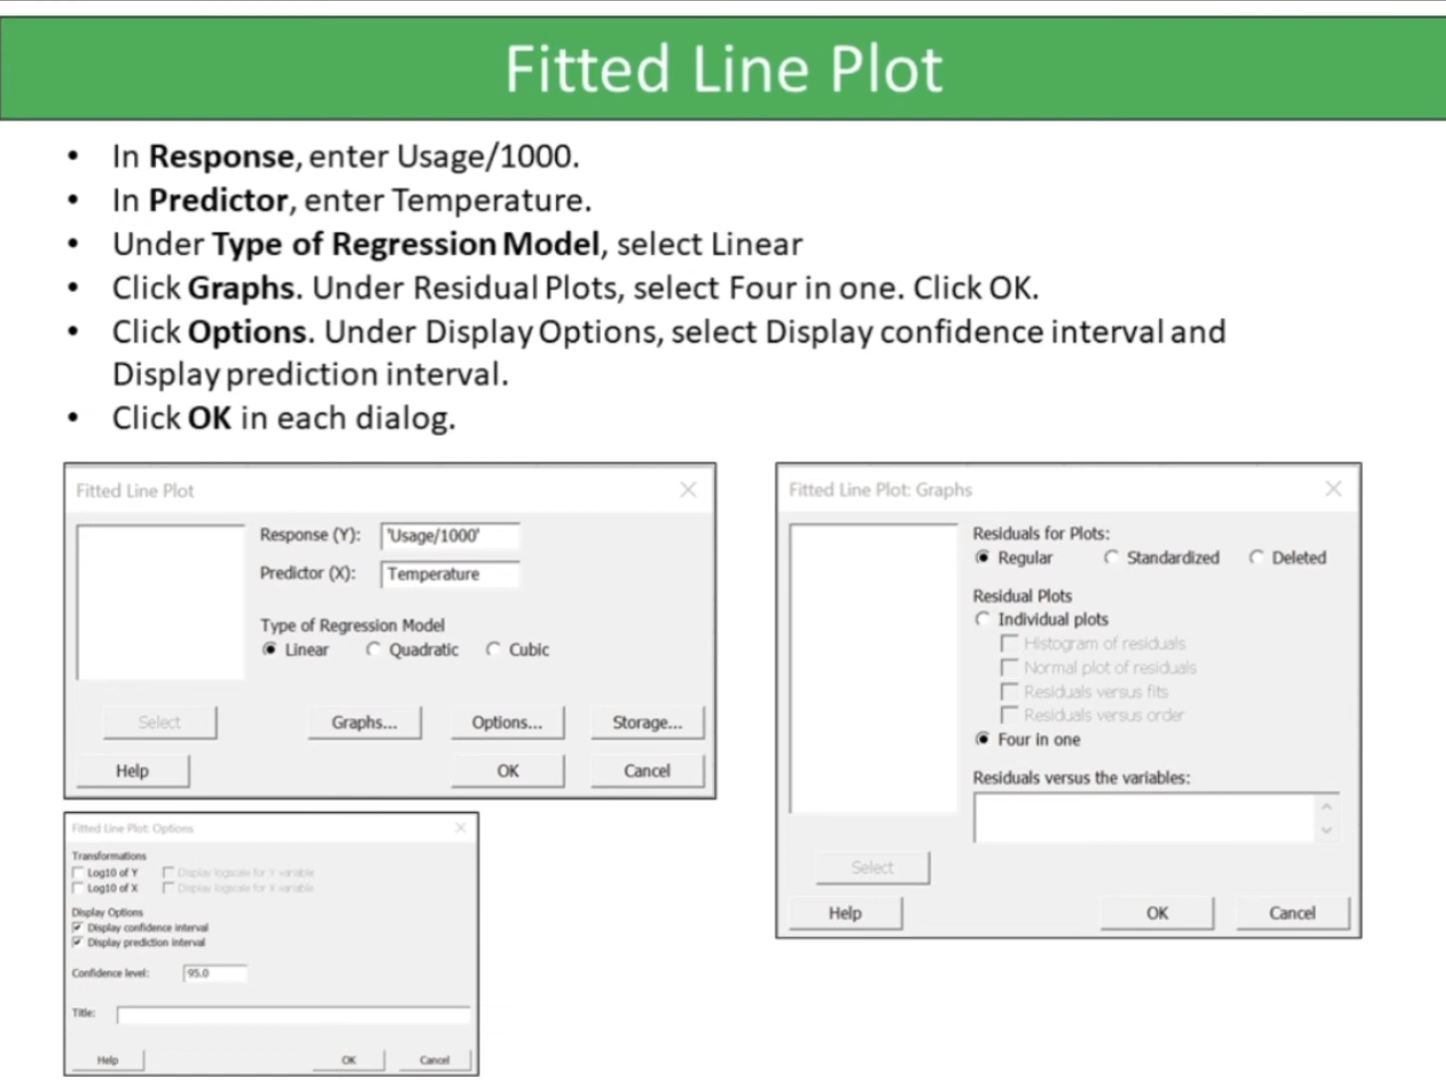 Fitted Line Plot
• In Response, enter Usage/1000.
• In Predictor, enter Temperature.
• Under Type of Regression Model, select Linear
• Click Graphs. Under Residual Plots, select Four in one. Click OK.
• Click Options. Under Display Options, select Display confidence interval and
Display prediction interval.
• Click OK in each dialog.
Fitted Line Plot
Response (Y): 'Usage/1000'
Predictor (X): Temperature
Type of Regression Model
Linear Quadratic Cubic
Select Graphs... Options... Storage...
Help OK Cancel
Fitted Line Plot: Graphs
Residuals for Plots:
Regular Standardized Deleted
Residual Plots
Individual plots
Histogram of residuals
Normal plot of residuals
Residuals versus fits
Residuals versus order
Four in one
Residuals versus the variables:
Select
Help OK Cancel
Fitted Line Plot: Options
Transformations
Log10 of Y Display logscale for Y variable
Log10 of X Display logscale for X variable
Display Options
Display confidence interval
Display prediction interval
Confidence level: 95.0
Title:
Help OK Cancel